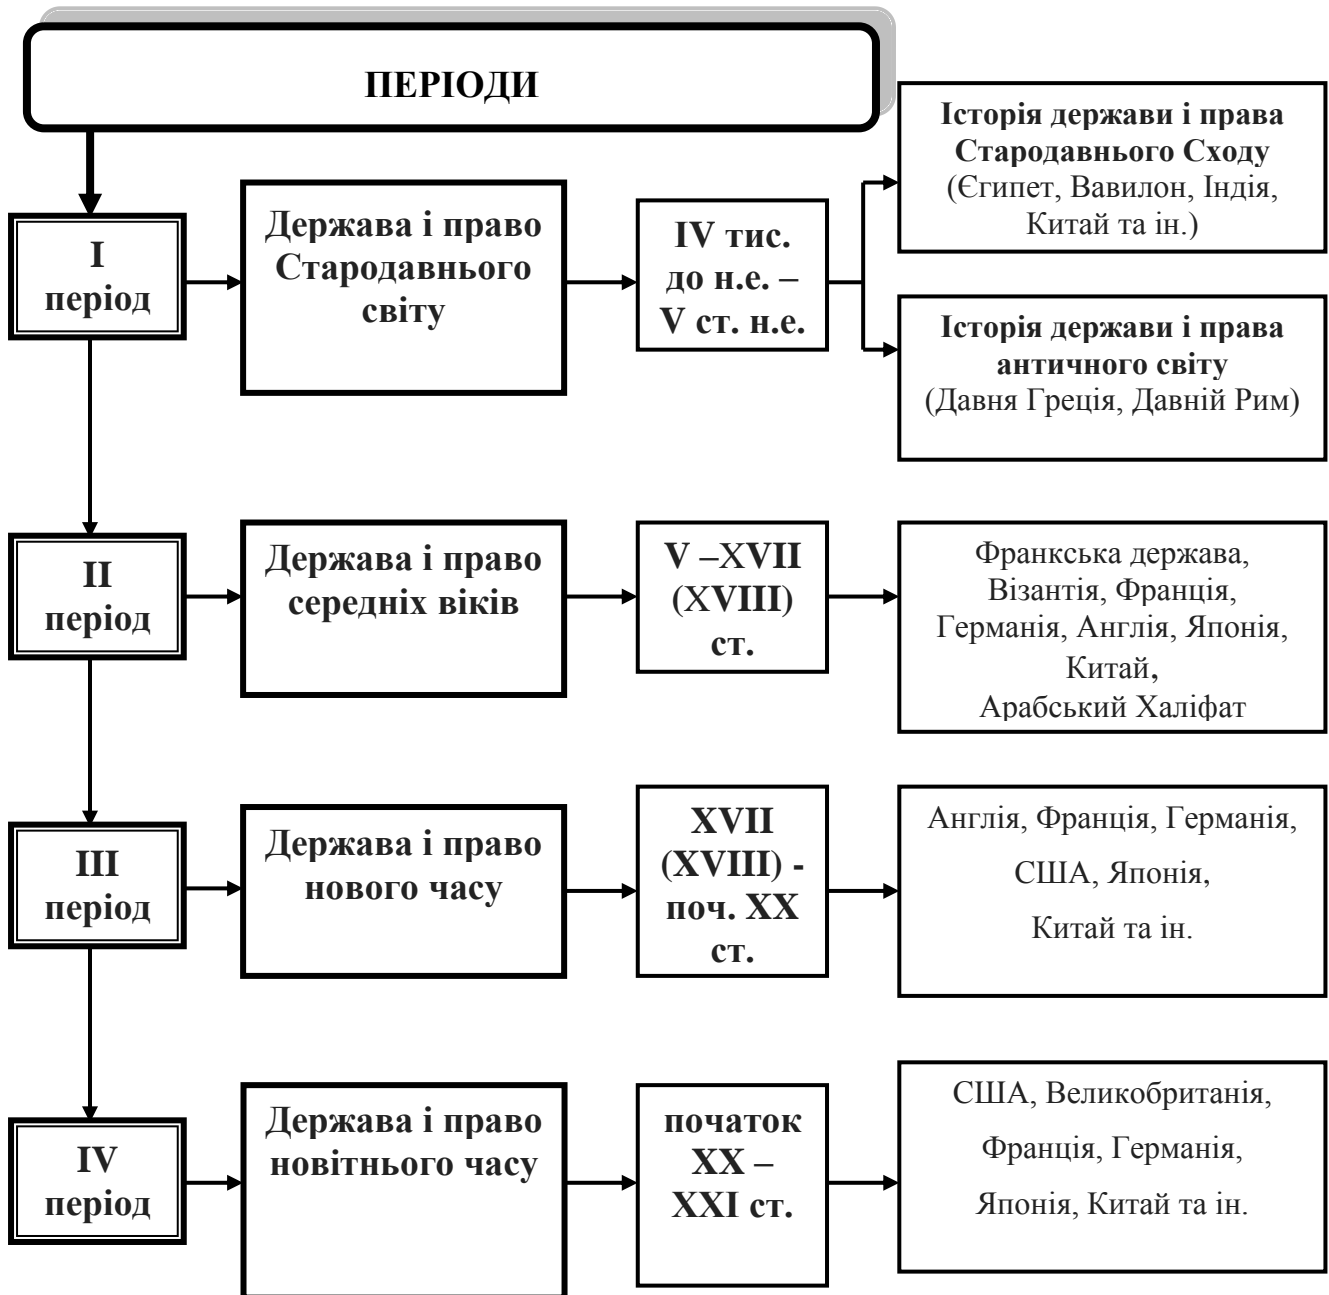 ПЕРІОДИ
І
період
Держава і право
Стародавнього
світу
IV тис.
до н.е. –
V ст. н.е.
Історія держави і права
Стародавнього Сходу
(Єгипет, Вавилон, Індія,
Китай та ін.)
Історія держави і права
античного світу
(Давня Греція, Давній Рим)
ІІ
період
Держава і право
середніх віків
V –XVII
(XVIII)
ст.
Франкська держава,
Візантія, Франція,
Германія, Англія, Японія,
Китай,
Арабський Халіфат
ІІІ
період
Держава і право
нового часу
XVII
(XVIII) -
поч. XX
ст.
Англія, Франція, Германія,
США, Японія,
Китай та ін.
IV
період
Держава і право
новітнього часу
початок
XX –
XXI ст.
США, Великобританія,
Франція, Германія,
Японія, Китай та ін.